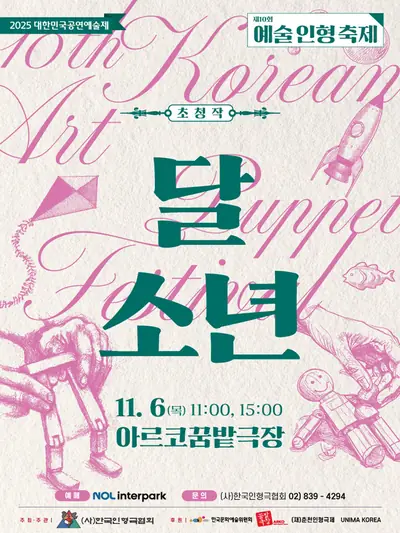 2025 대한민국공연예술제
제10회
예술 인형 축제
10th Korean
Art
Puppet
Festival
초청작
달
소년
11. 6(목) 11:00, 15:00
아르코꿈밭극장
예매 NOL interpark 문의 (사)한국인형극협회 02) 839 - 4294
주최·주관 (사)한국인형극협회 후원 한국문화예술위원회 ARKO (재)춘천인형극제 UNIMA KOREA